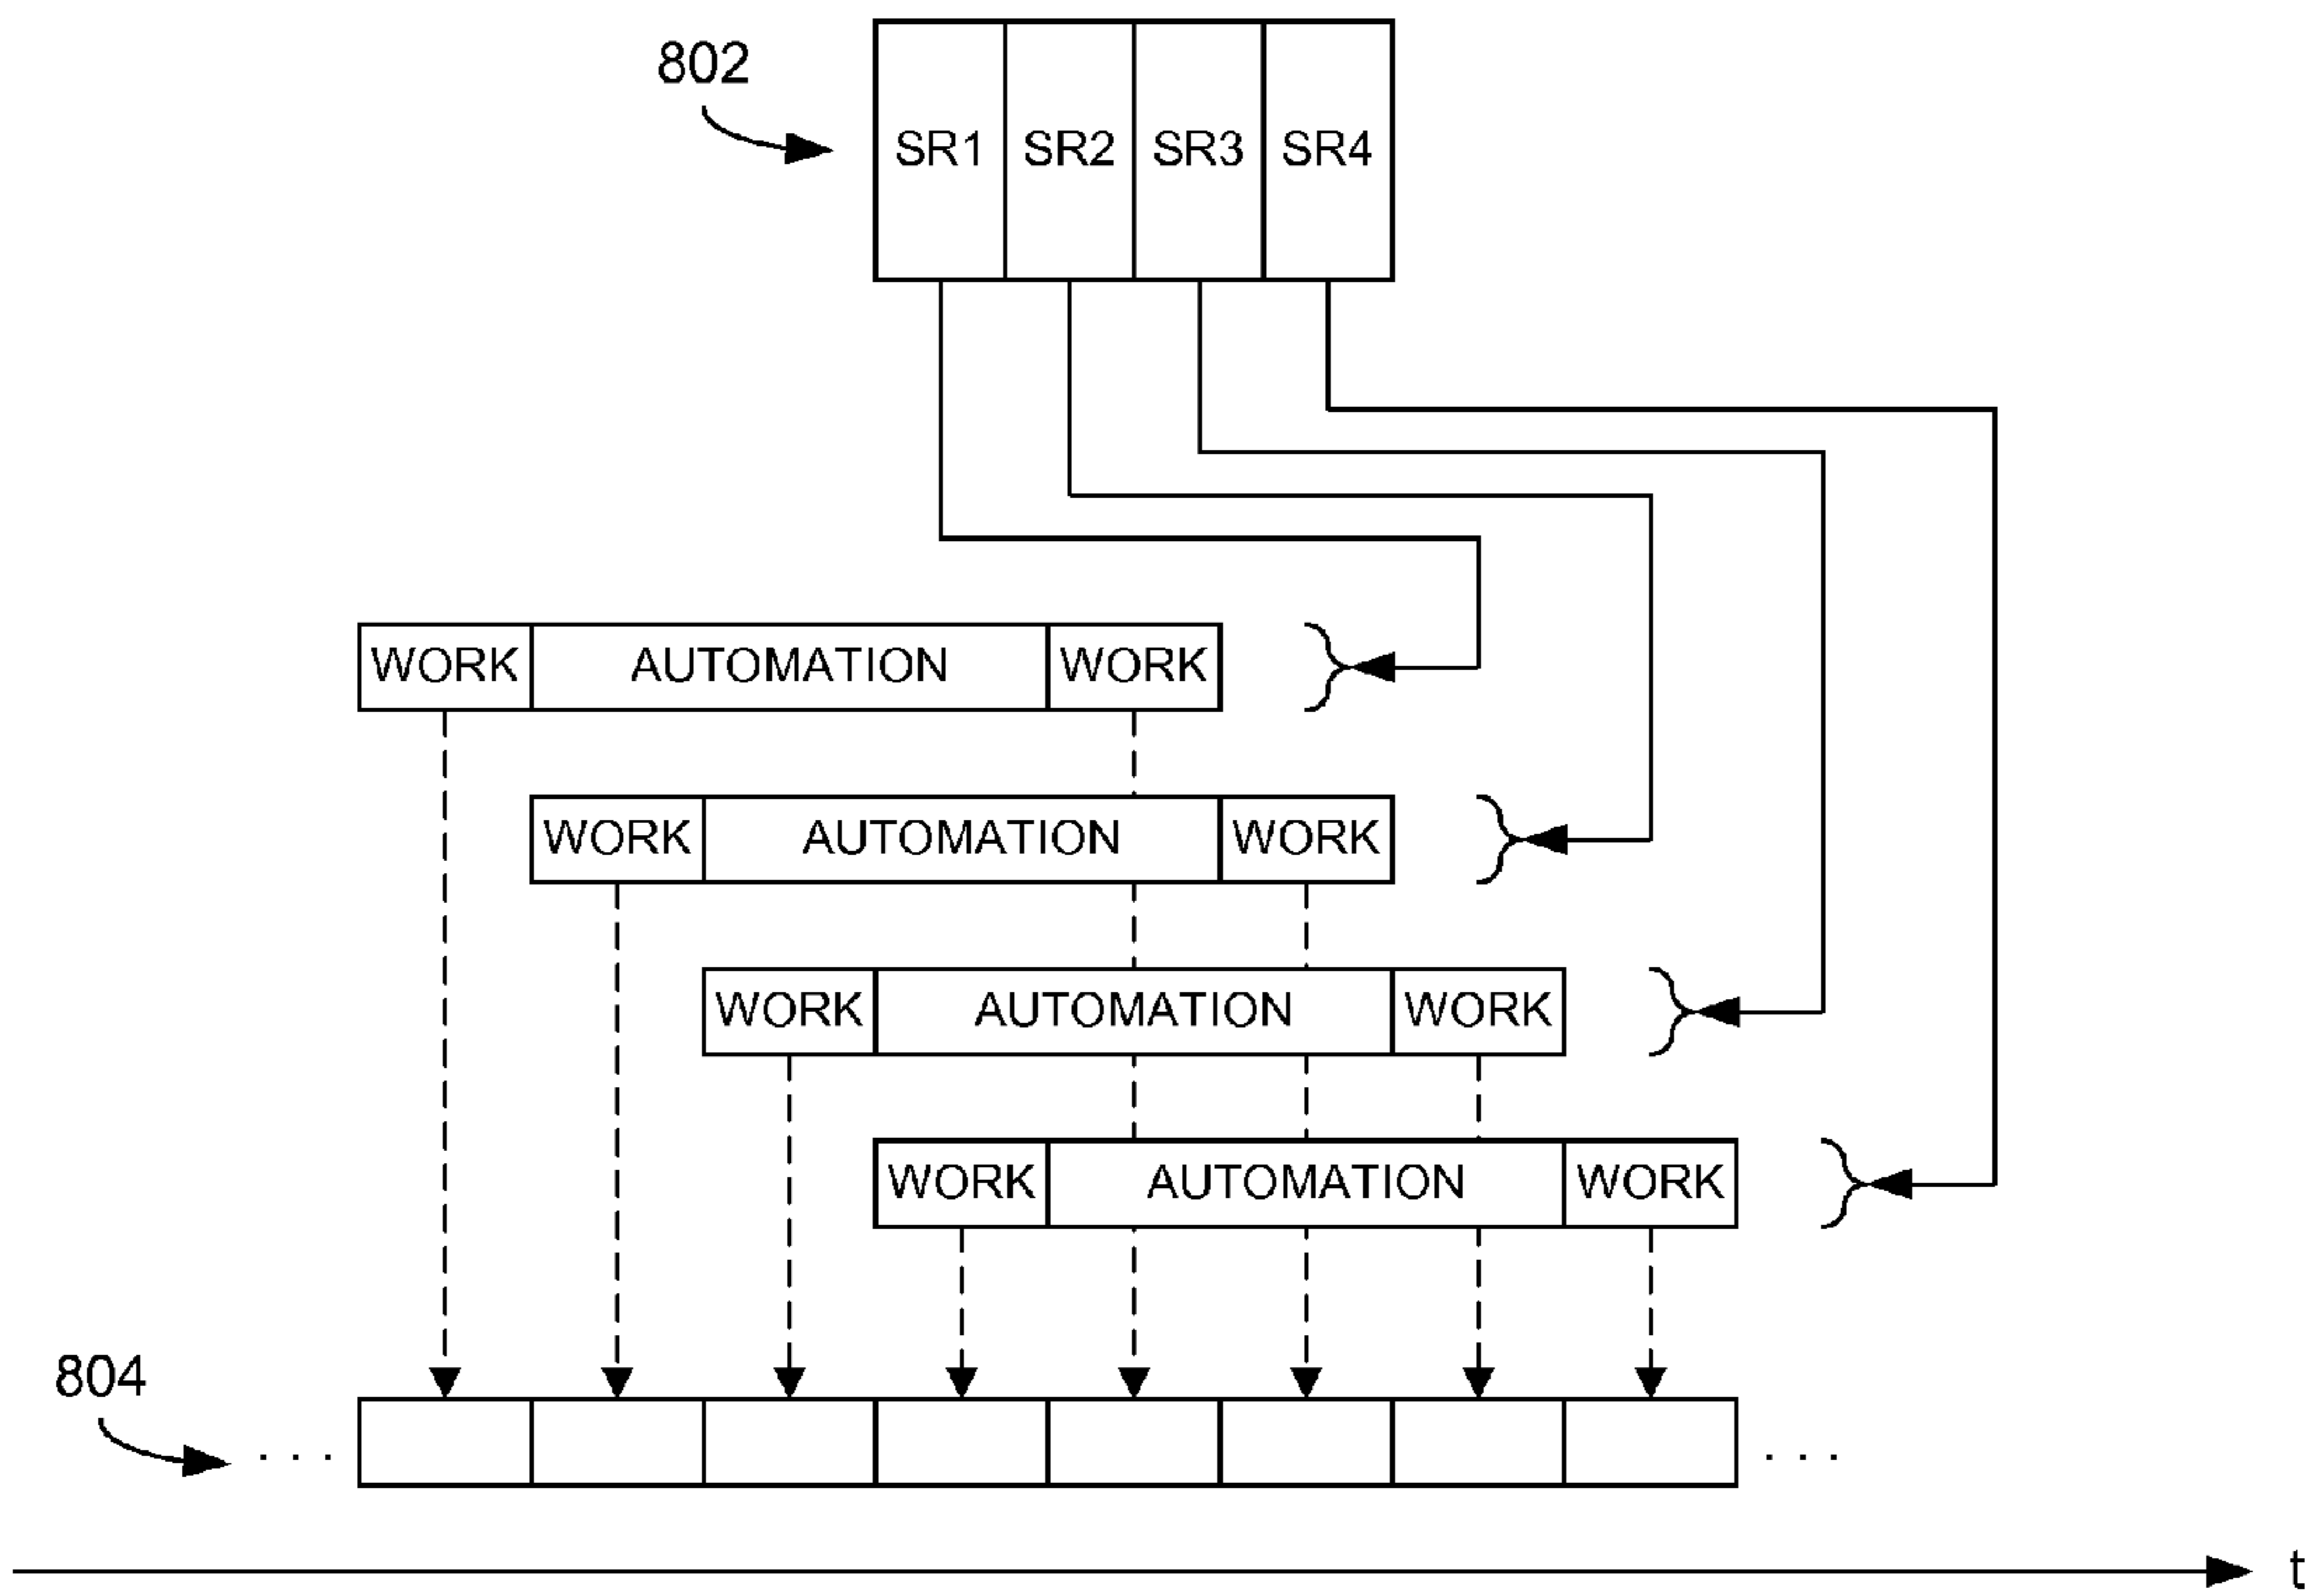 802
SR1 SR2 SR3 SR4
WORK AUTOMATION WORK
WORK AUTOMATION WORK
WORK AUTOMATION WORK
WORK AUTOMATION WORK
804
. . . . . .
t